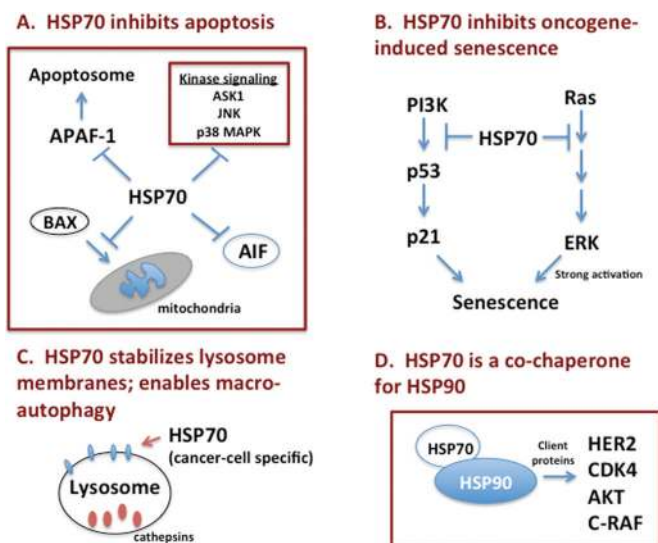 A. HSP70 inhibits apoptosis
Apoptosome
Kinase signaling
ASK1
JNK
p38 MAPK
APAF-1
HSP70
BAX
AIF
mitochondria
B. HSP70 inhibits oncogene-
induced senescence
PI3K
Ras
HSP70
p53
p21
ERK
Strong activation
Senescence
C. HSP70 stabilizes lysosome
membranes; enables macro-
autophagy
HSP70
(cancer-cell specific)
Lysosome
cathepsins
D. HSP70 is a co-chaperone
for HSP90
HSP70
HSP90
Client
proteins
HER2
CDK4
AKT
C-RAF